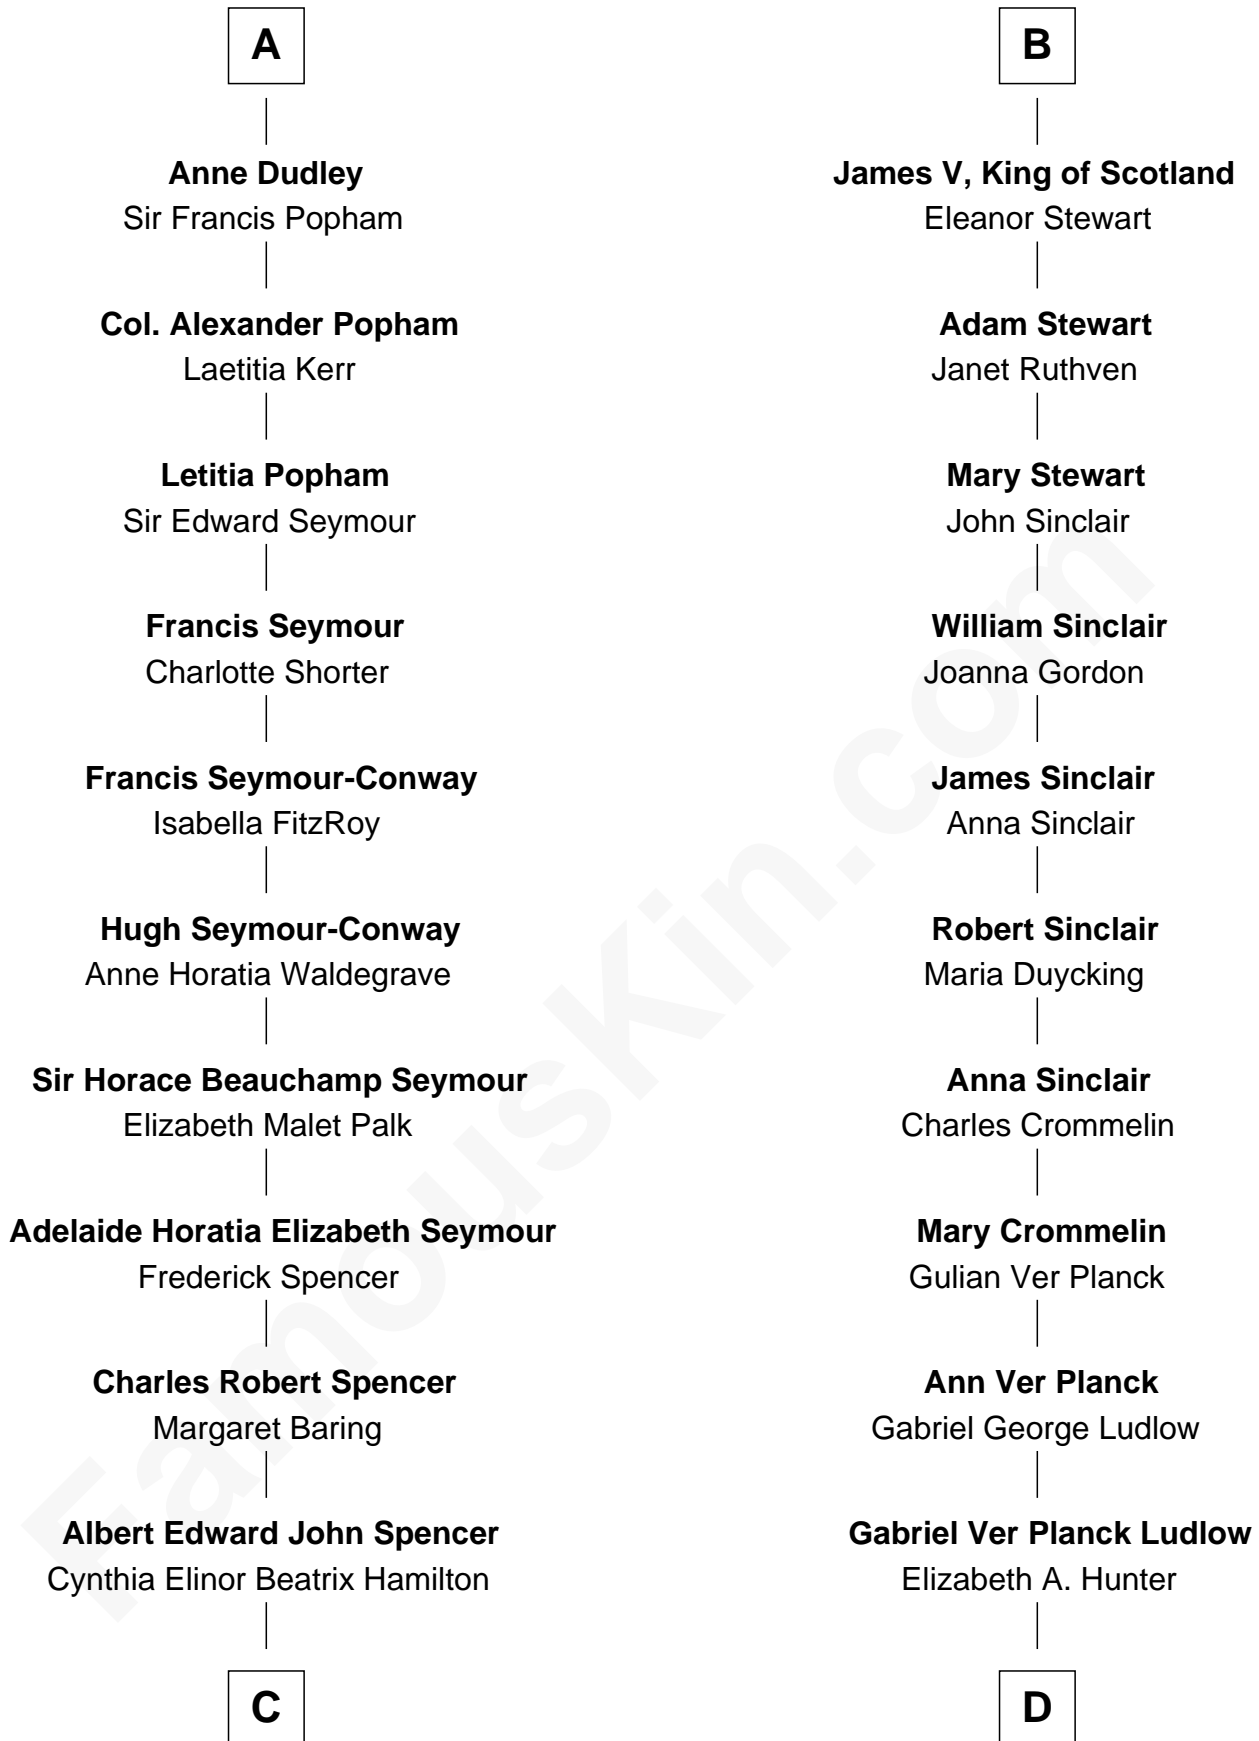 A
Anne Dudley
Sir Francis Popham
Col. Alexander Popham
Laetitia Kerr
Letitia Popham
Sir Edward Seymour
Francis Seymour
Charlotte Shorter
Francis Seymour-Conway
Isabella FitzRoy
Hugh Seymour-Conway
Anne Horatia Waldegrave
Sir Horace Beauchamp Seymour
Elizabeth Malet Palk
Adelaide Horatia Elizabeth Seymour
Frederick Spencer
Charles Robert Spencer
Margaret Baring
Albert Edward John Spencer
Cynthia Elinor Beatrix Hamilton
C
B
James V, King of Scotland
Eleanor Stewart
Adam Stewart
Janet Ruthven
Mary Stewart
John Sinclair
William Sinclair
Joanna Gordon
James Sinclair
Anna Sinclair
Robert Sinclair
Maria Duycking
Anna Sinclair
Charles Crommelin
Mary Crommelin
Gulian Ver Planck
Ann Ver Planck
Gabriel George Ludlow
Gabriel Ver Planck Ludlow
Elizabeth A. Hunter
D
FamousKin.com